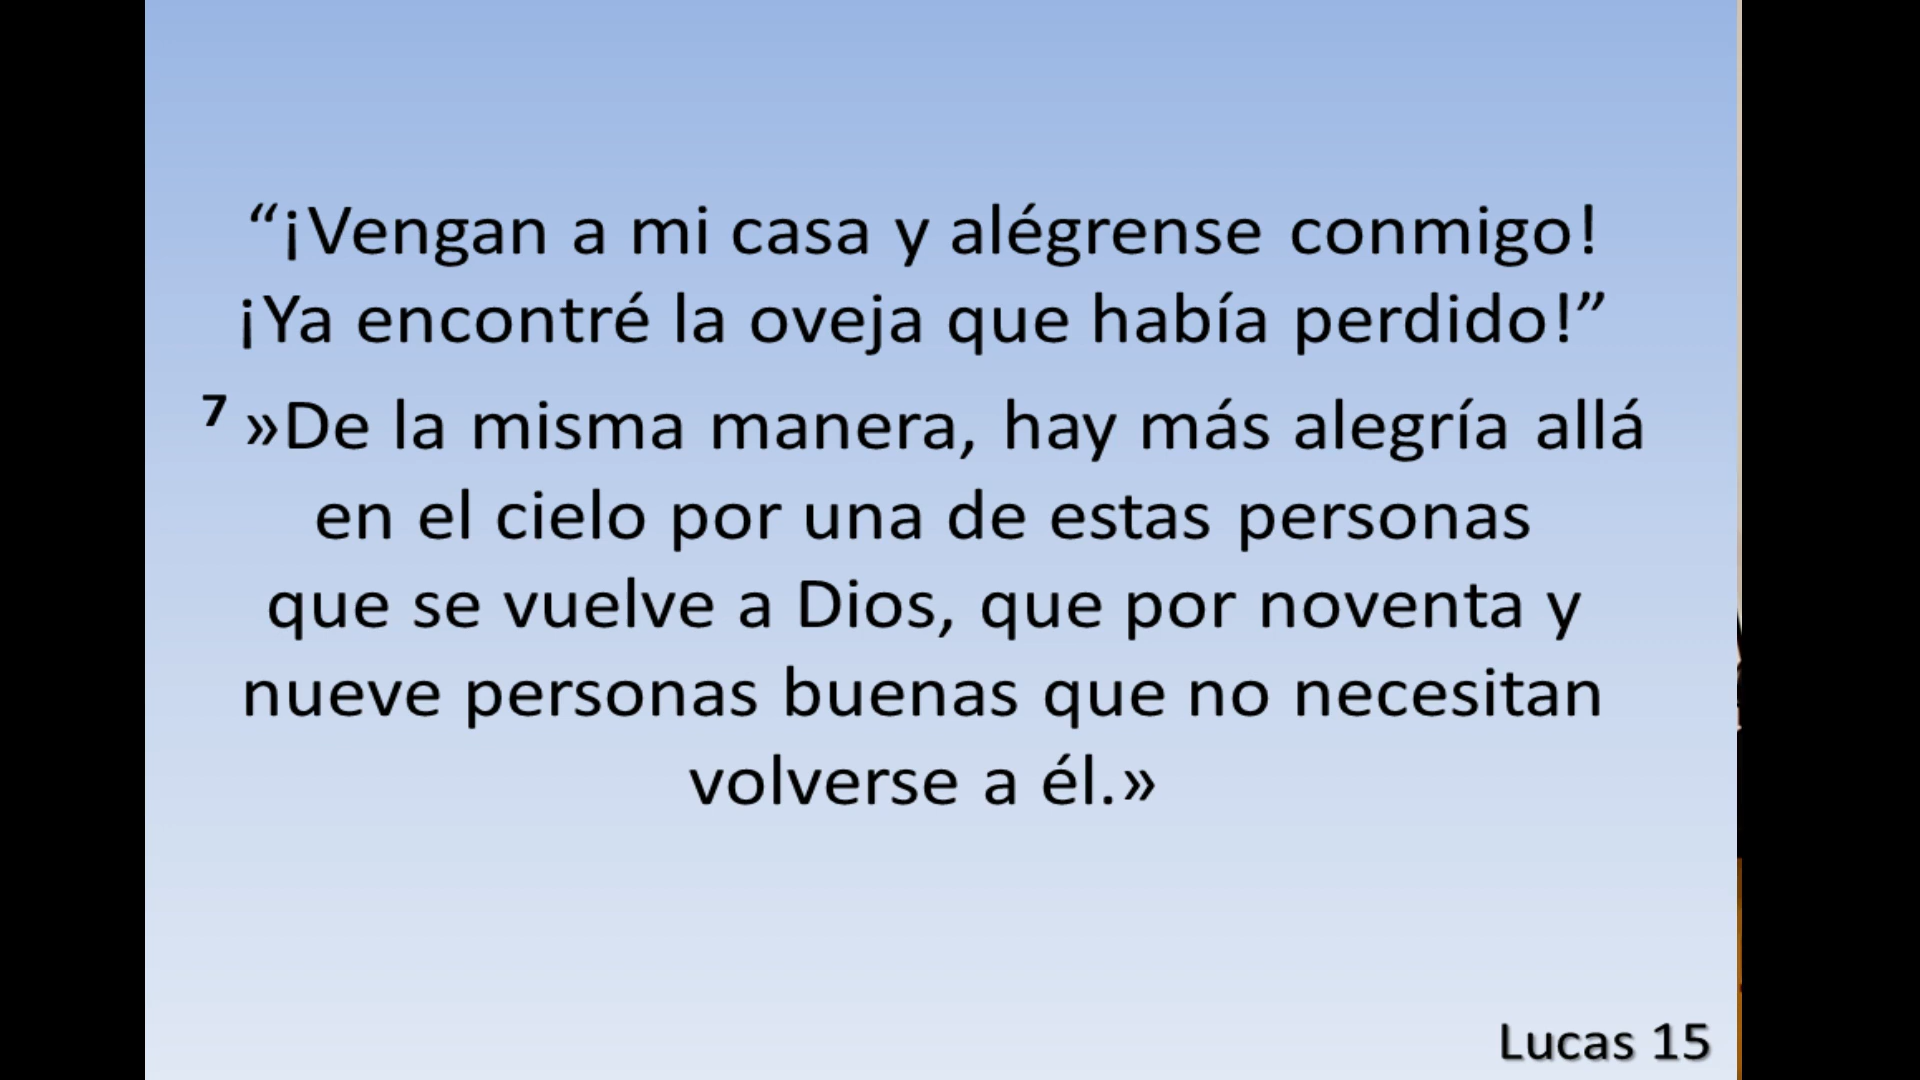 “¡Vengan a mi casa y alégrense conmigo!
¡Ya encontré la oveja que había perdido!”
7 »De la misma manera, hay más alegría allá
en el cielo por una de estas personas
que se vuelve a Dios, que por noventa y
nueve personas buenas que no necesitan
volverse a él.»
Lucas 15